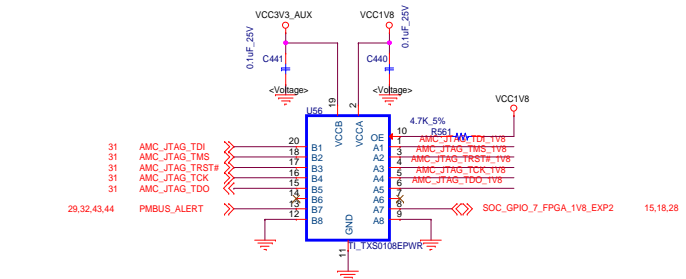 VCC3V3_AUX
VCC1V8
0.1uF_25V
0.1uF_25V
C441
C440
<Voltage>
<Voltage>
VCC1V8
U56
19
2
VCCB
VCCA
4.7K_5%
OE
10
R561
31 AMC_JTAG_TDI
20
B1
A1
1
AMC_JTAG_TDI_1V8
31 AMC_JTAG_TMS
18
B2
A2
3
AMC_JTAG_TMS_1V8
31 AMC_JTAG_TRST#
17
B3
A3
4
AMC_JTAG_TRST#_1V8
31 AMC_JTAG_TCK
16
B4
A4
5
AMC_JTAG_TCK_1V8
31 AMC_JTAG_TDO
15
B5
A5
6
AMC_JTAG_TDO_1V8
14
B6
A6
7
29,32,43,44 PMBUS_ALERT
13
B7
A7
8
SOC_GPIO_7_FPGA_1V8_EXP2 15,18,28
12
B8
A8
9
GND
TI_TXS0108EPWR
11